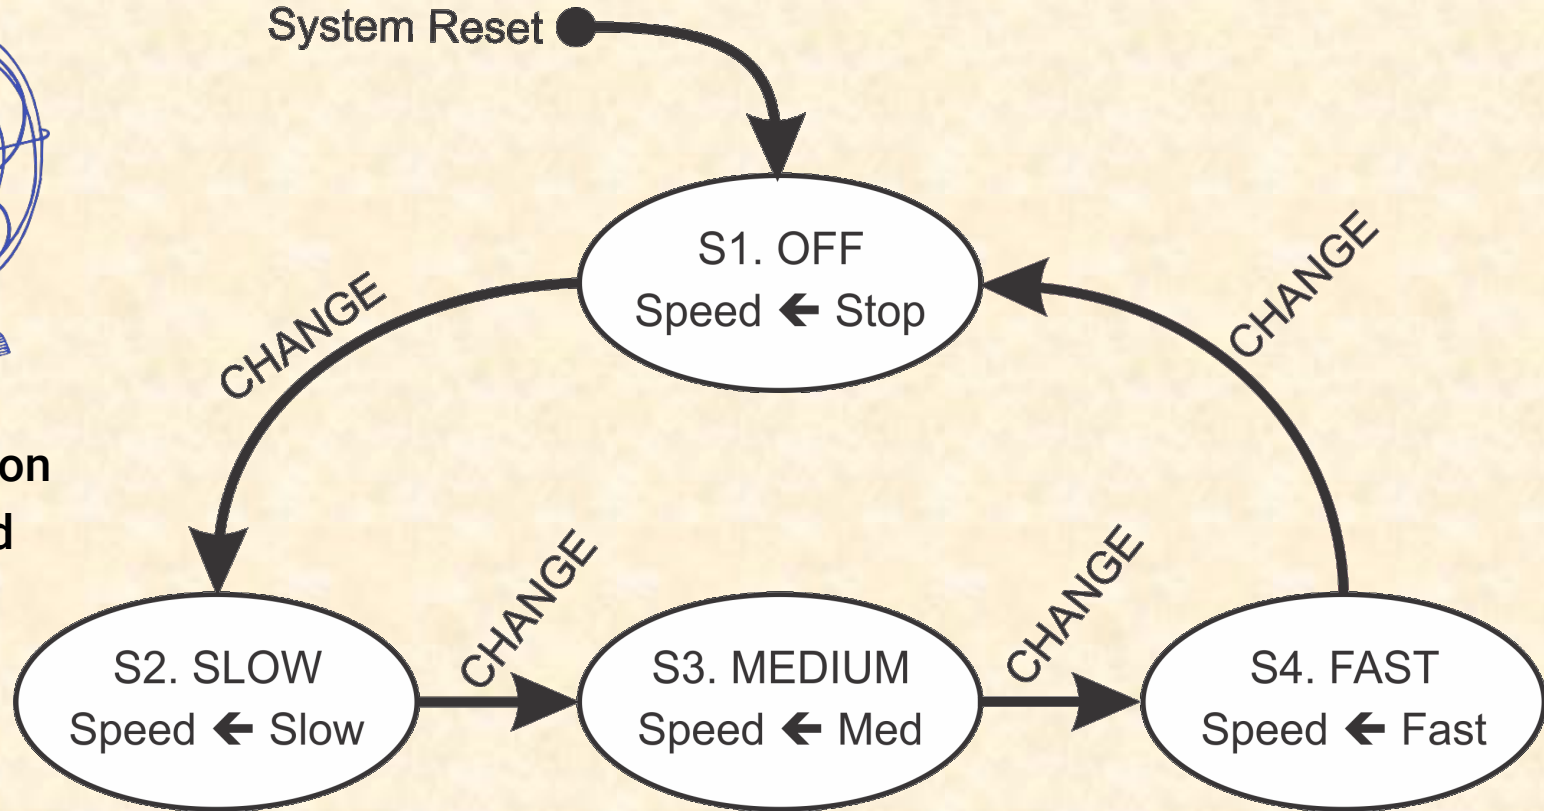 System Reset
S1. OFF
Speed ← Stop
CHANGE
CHANGE
on
d
CHANGE
CHANGE
S2. SLOW
Speed ← Slow
S3. MEDIUM
Speed ← Med
S4. FAST
Speed ← Fast